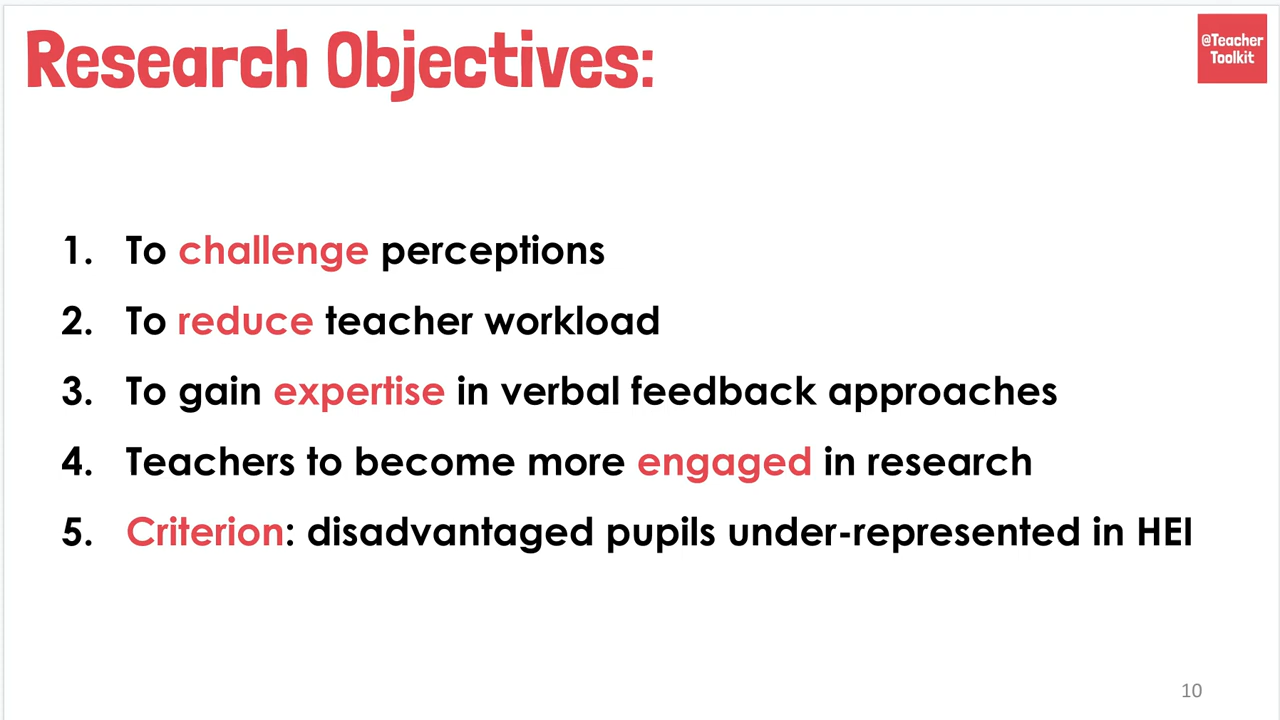 Research Objectives:
@Teacher
Toolkit
1. To challenge perceptions
2. To reduce teacher workload
3. To gain expertise in verbal feedback approaches
4. Teachers to become more engaged in research
5. Criterion: disadvantaged pupils under-represented in HEI
10